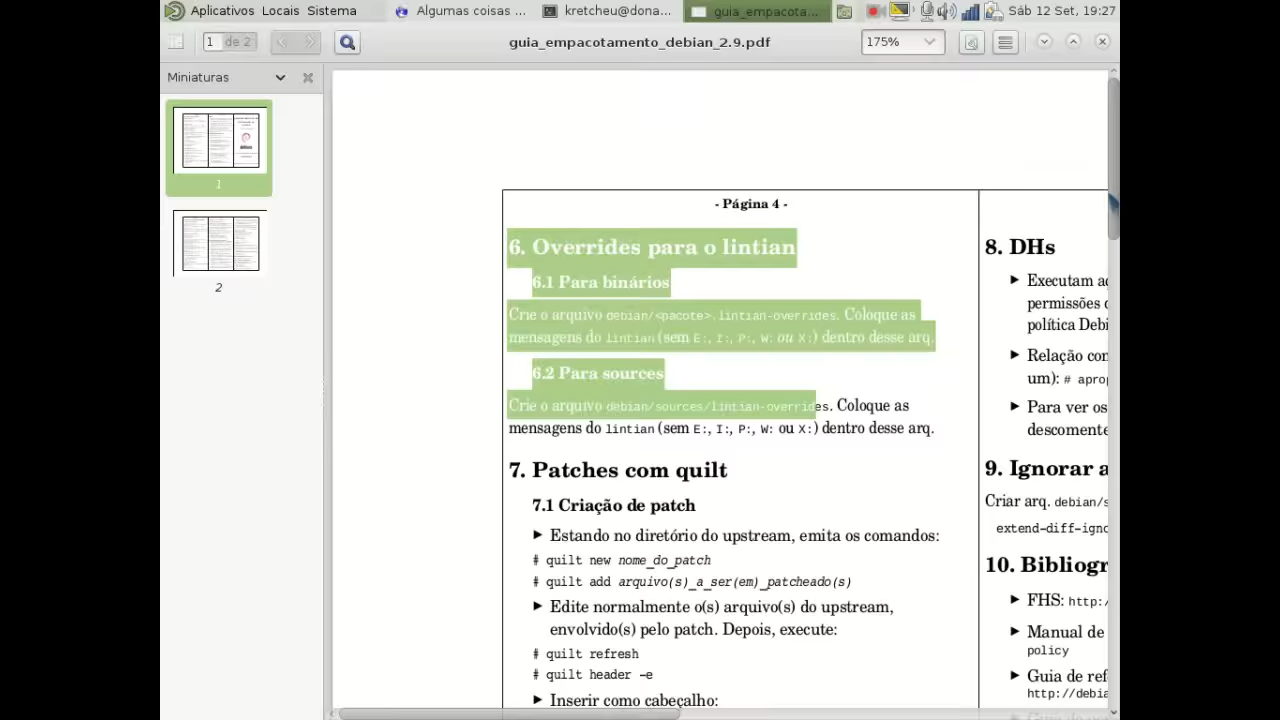 Aplicativos Locais Sistema
Algumas coisas ...
kretcheu@dona...
guia_empacota...
Sáb 12 Set, 19:27
1 de 2
guia_empacotamento_debian_2.9.pdf
175%
Miniaturas
1
2
- Página 4 -
6. Overrides para o lintian
6.1 Para binários
Crie o arquivo debian/<pacote>.lintian-overrides. Coloque as
mensagens do lintian (sem E:, I:, P:, W: ou X:) dentro desse arq.
6.2 Para sources
Crie o arquivo debian/sources/lintian-overrides. Coloque as
mensagens do lintian (sem E:, I:, P:, W: ou X:) dentro desse arq.
7. Patches com quilt
7.1 Criação de patch
► Estando no diretório do upstream, emita os comandos:
# quilt new nome_do_patch
# quilt add arquivo(s)_a_ser(em)_patcheado(s)
► Edite normalmente o(s) arquivo(s) do upstream,
envolvido(s) pelo patch. Depois, execute:
# quilt refresh
# quilt header -e
► Inserir como cabeçalho:
8. DHs
► Executam
permissões
política Debi
► Relação con
um): # aprop
► Para ver os
descomente
9. Ignorar a
Criar arq. debian/s
extend-diff-igno
10. Bibliogr
► FHS: http:/
► Manual de
policy
► Guia de ref
http://debia